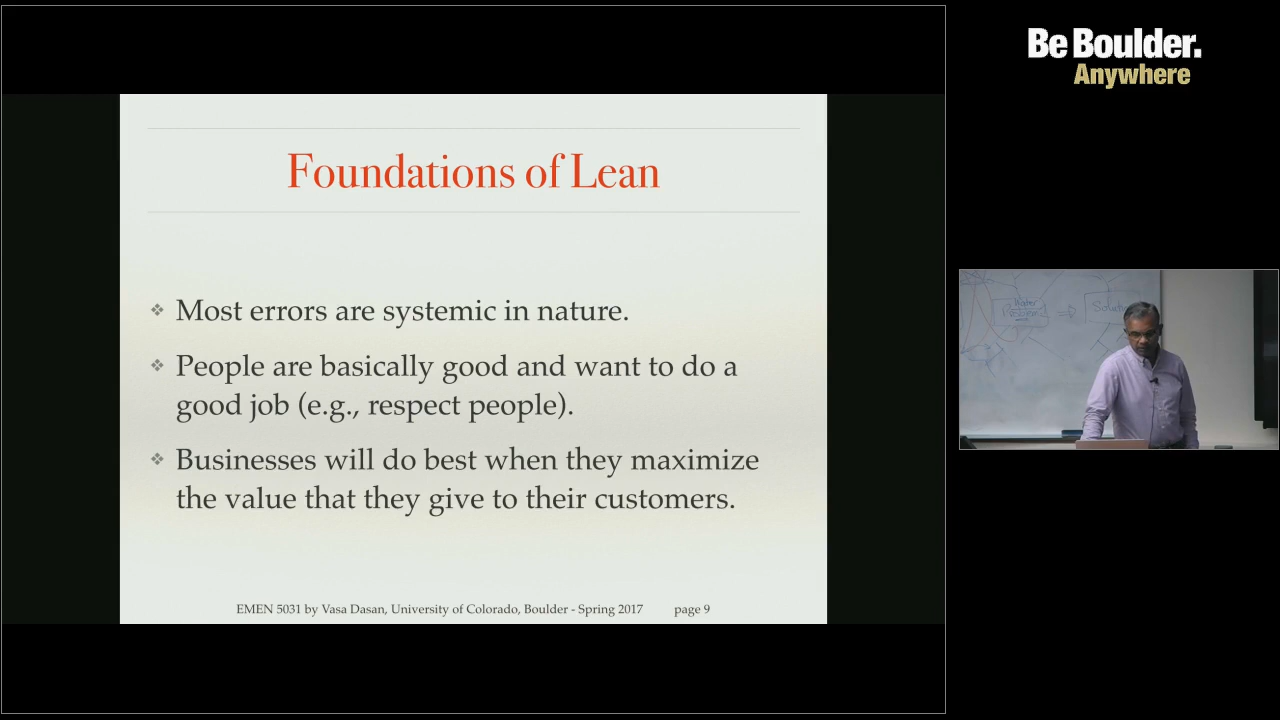 Be Boulder.
Anywhere
Foundations of Lean
❖ Most errors are systemic in nature.
❖ People are basically good and want to do a
good job (e.g., respect people).
❖ Businesses will do best when they maximize
the value that they give to their customers.
EMEN 5031 by Vasa Dasan, University of Colorado, Boulder - Spring 2017 page 9